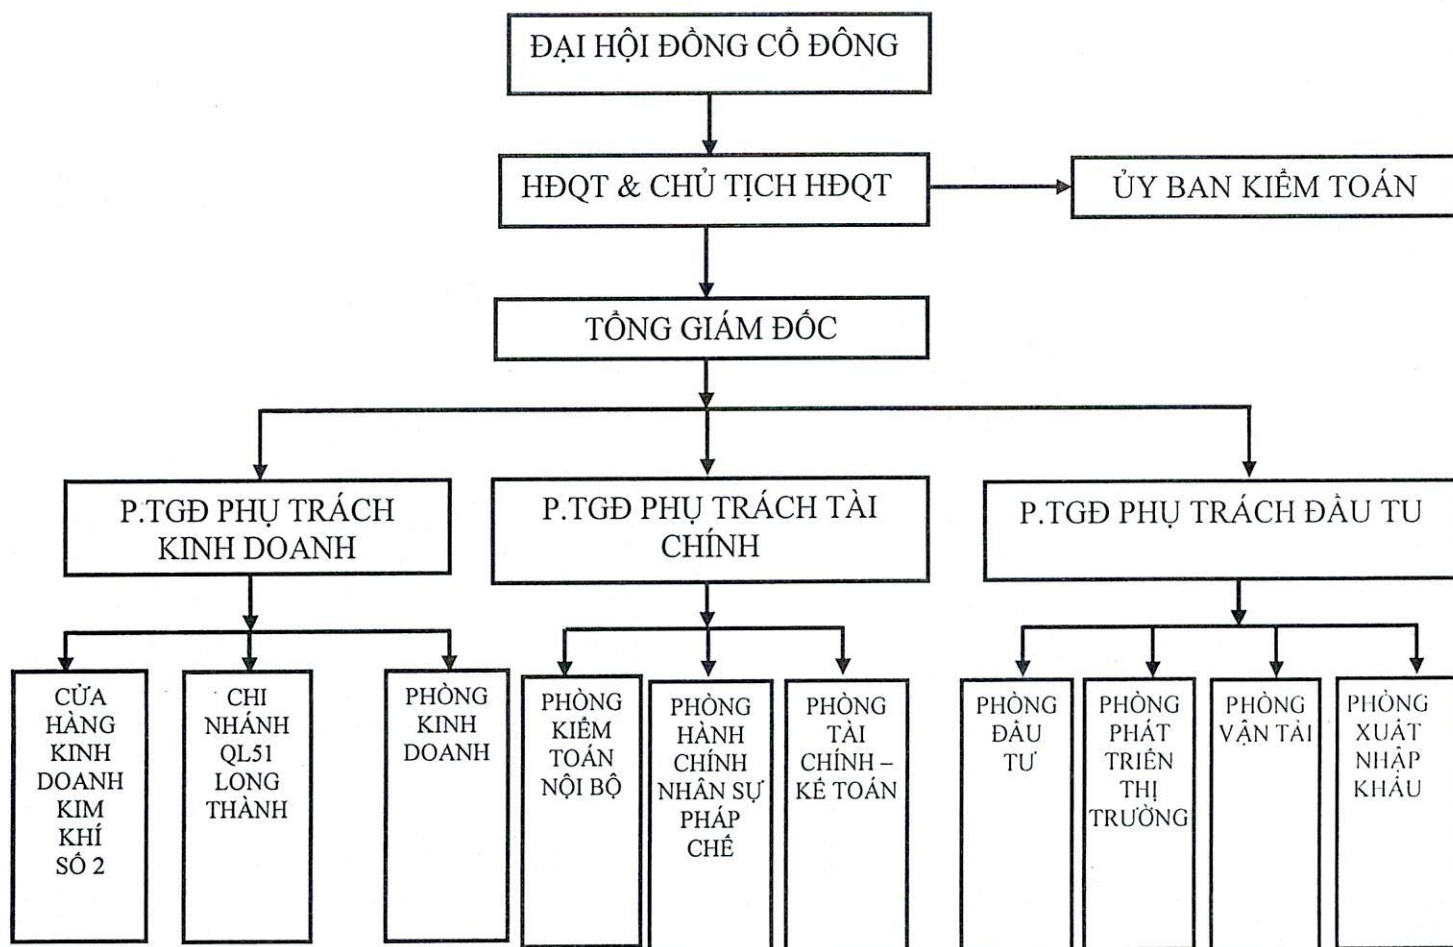 ĐẠI HỘI ĐỒNG CỔ ĐÔNG
HĐQT & CHỦ TỊCH HĐQT
ỦY BAN KIỂM TOÁN
TỔNG GIÁM ĐỐC
P.TGĐ PHỤ TRÁCH
KINH DOANH
P.TGĐ PHỤ TRÁCH TÀI
CHÍNH
P.TGĐ PHỤ TRÁCH ĐẦU TƯ
CỬA
HÀNG
KINH
DOANH
KIM
KHÍ
SỐ 2
CHI
NHÁNH
QL51
LONG
THÀNH
PHÒNG
KINH
DOANH
PHÒNG
KIỂM
TOÁN
NỘI BỘ
PHÒNG
HÀNH
CHÍNH
NHÂN SỰ
PHÁP
CHẾ
PHÒNG
TÀI
CHÍNH –
KẾ TOÁN
PHÒNG
ĐẦU
TƯ
PHÒNG
PHÁT
TRIỂN
THỊ
TRƯỜNG
PHÒNG
VẬN TẢI
PHÒNG
XUẤT
NHẬP
KHẨU